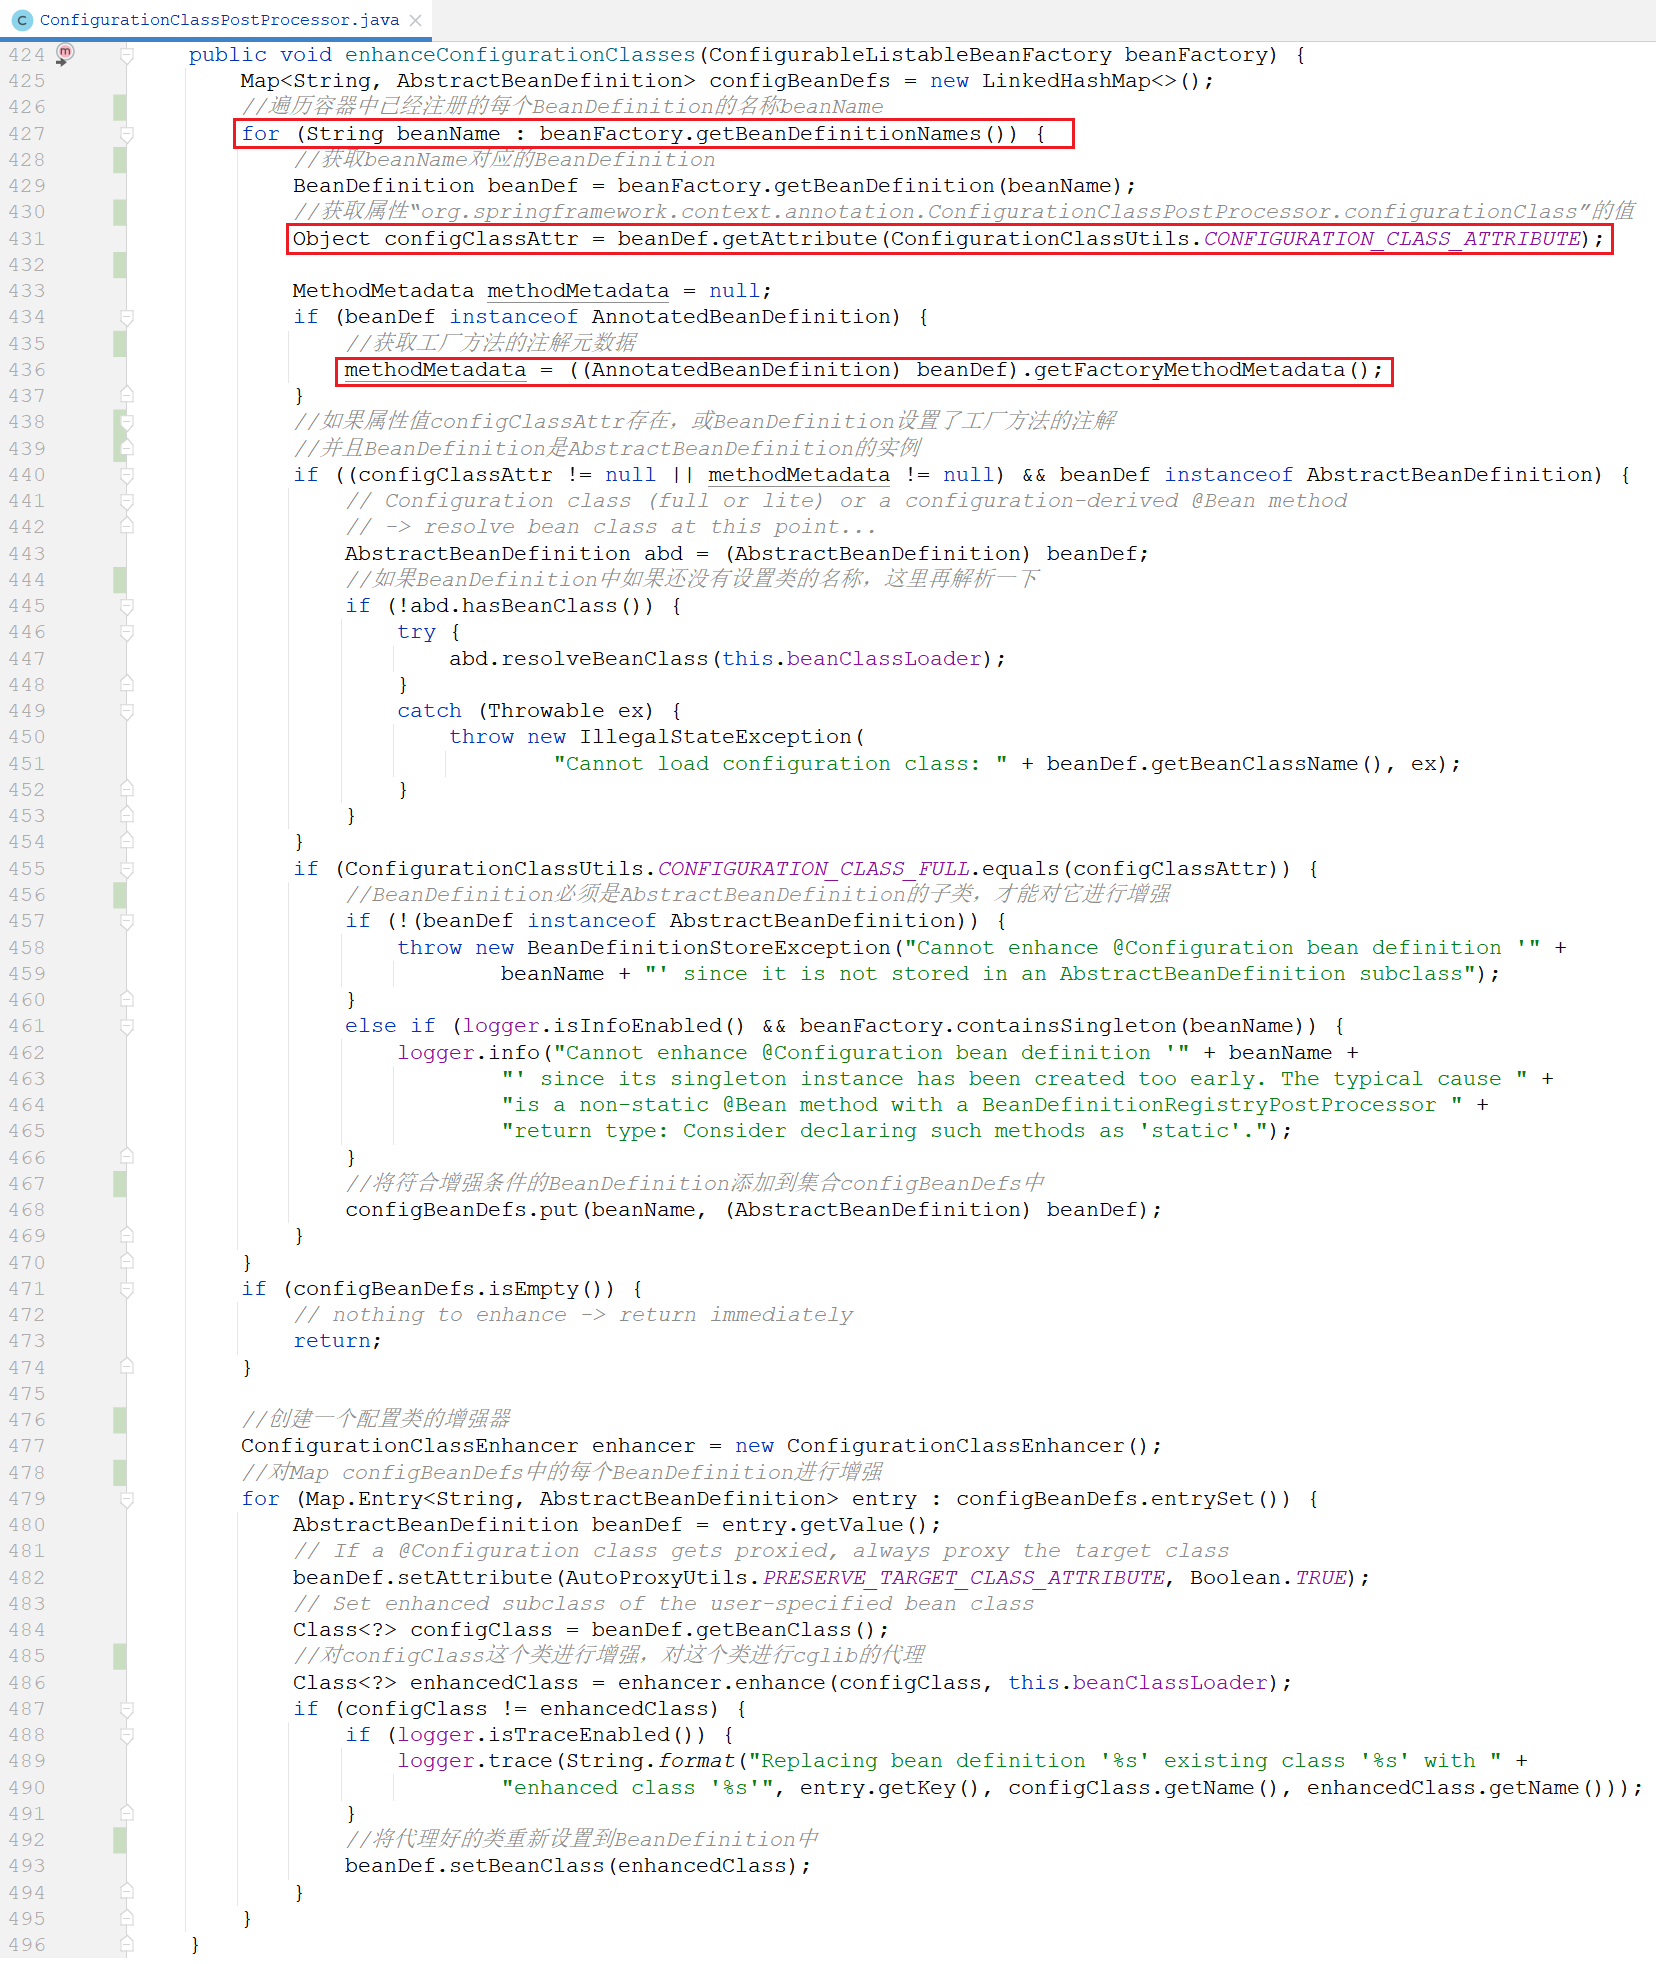 ConfigurationClassPostProcessor.java
424 public void enhanceConfigurationClasses(ConfigurableListableBeanFactory beanFactory) {
425 Map<String, AbstractBeanDefinition> configBeanDefs = new LinkedHashMap<>();
426 //遍历容器中已经注册的每个BeanDefinition的名称beanName
427 for (String beanName : beanFactory.getBeanDefinitionNames()) {
428 //获取beanName对应的BeanDefinition
429 BeanDefinition beanDef = beanFactory.getBeanDefinition(beanName);
430 //获取属性“org.springframework.context.annotation.ConfigurationClassPostProcessor.configurationClass”的值
431 Object configClassAttr = beanDef.getAttribute(ConfigurationClassUtils.CONFIGURATION_CLASS_ATTRIBUTE);
432
433 MethodMetadata methodMetadata = null;
434 if (beanDef instanceof AnnotatedBeanDefinition) {
435 //获取工厂方法的注解元数据
436 methodMetadata = ((AnnotatedBeanDefinition) beanDef).getFactoryMethodMetadata();
437 }
438 //如果属性值configClassAttr存在，或BeanDefinition设置了工厂方法的注解
439 //并且BeanDefinition是AbstractBeanDefinition的实例
440 if ((configClassAttr != null || methodMetadata != null) && beanDef instanceof AbstractBeanDefinition) {
441 // Configuration class (full or lite) or a configuration-derived @Bean method
442 // -> resolve bean class at this point...
443 AbstractBeanDefinition abd = (AbstractBeanDefinition) beanDef;
444 //如果BeanDefinition中如果还没有设置类的名称，这里再解析一下
445 if (!abd.hasBeanClass()) {
446 try {
447 abd.resolveBeanClass(this.beanClassLoader);
448 }
449 catch (Throwable ex) {
450 throw new IllegalStateException(
451 "Cannot load configuration class: " + beanDef.getBeanClassName(), ex);
452 }
453 }
454 }
455 if (ConfigurationClassUtils.CONFIGURATION_CLASS_FULL.equals(configClassAttr)) {
456 //BeanDefinition必须是AbstractBeanDefinition的子类，才能对它进行增强
457 if (!(beanDef instanceof AbstractBeanDefinition)) {
458 throw new BeanDefinitionStoreException("Cannot enhance @Configuration bean definition '" +
459 beanName + "' since it is not stored in an AbstractBeanDefinition subclass");
460 }
461 else if (logger.isInfoEnabled() && beanFactory.containsSingleton(beanName)) {
462 logger.info("Cannot enhance @Configuration bean definition '" + beanName +
463 "' since its singleton instance has been created too early. The typical cause " +
464 "is a non-static @Bean method with a BeanDefinitionRegistryPostProcessor " +
465 "return type: Consider declaring such methods as 'static'.");
466 }
467 //将符合增强条件的BeanDefinition添加到集合configBeanDefs中
468 configBeanDefs.put(beanName, (AbstractBeanDefinition) beanDef);
469 }
470 }
471 if (configBeanDefs.isEmpty()) {
472 // nothing to enhance -> return immediately
473 return;
474 }
475
476 //创建一个配置类的增强器
477 ConfigurationClassEnhancer enhancer = new ConfigurationClassEnhancer();
478 //对Map configBeanDefs中的每个BeanDefinition进行增强
479 for (Map.Entry<String, AbstractBeanDefinition> entry : configBeanDefs.entrySet()) {
480 AbstractBeanDefinition beanDef = entry.getValue();
481 // If a @Configuration class gets proxied, always proxy the target class
482 beanDef.setAttribute(AutoProxyUtils.PRESERVE_TARGET_CLASS_ATTRIBUTE, Boolean.TRUE);
483 // Set enhanced subclass of the user-specified bean class
484 Class<?> configClass = beanDef.getBeanClass();
485 //对configClass这个类进行增强，对这个类进行cglib的代理
486 Class<?> enhancedClass = enhancer.enhance(configClass, this.beanClassLoader);
487 if (configClass != enhancedClass) {
488 if (logger.isTraceEnabled()) {
489 logger.trace(String.format("Replacing bean definition '%s' existing class '%s' with " +
490 "enhanced class '%s'", entry.getKey(), configClass.getName(), enhancedClass.getName()));
491 }
492 //将代理好的类重新设置到BeanDefinition中
493 beanDef.setBeanClass(enhancedClass);
494 }
495 }
496 }